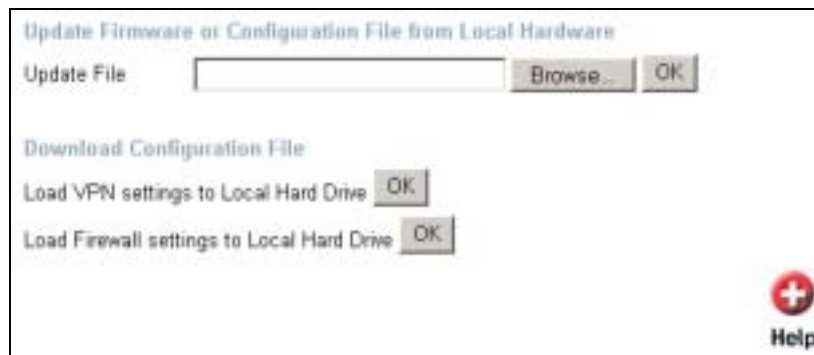 Update Firmware or Configuration File from Local Hardware
Update File Browse... OK
Download Configuration File
Load VPN settings to Local Hard Drive OK
Load Firewall settings to Local Hard Drive OK
Help